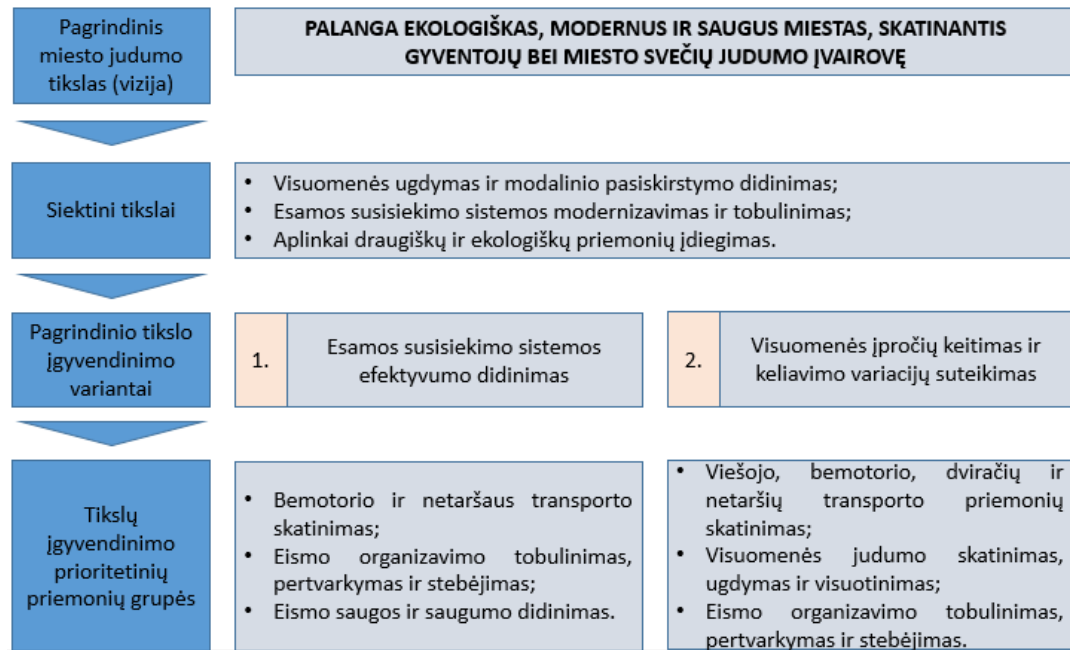 Pagrindinis
miesto judumo
tikslas (vizija)
PALANGA EKOLOGIŠKAS, MODERNUS IR SAUGUS MIESTAS, SKATINANTIS
GYVENTOJŲ BEI MIESTO SVEČIŲ JUDUMO ĮVAIROVĘ
Siektini tikslai
• Visuomenės ugdymas ir modalinio pasiskirstymo didinimas;
• Esamos susisiekimo sistemos modernizavimas ir tobulinimas;
• Aplinkai draugiškų ir ekologiškų priemonių įdiegimas.
Pagrindinio tikslo
įgyvendinimo
variantai
1.
Esamos susisiekimo sistemos
efektyvumo didinimas
2.
Visuomenės įpročių keitimas ir
keliavimo variacijų suteikimas
Tikslų
įgyvendinimo
prioritetinių
priemonių grupės
• Bemotorio ir netaršaus transporto
skatinimas;
• Eismo organizavimo tobulinimas,
pertvarkymas ir stebėjimas;
• Eismo saugos ir saugumo didinimas.
• Viešojo, bemotorio, dviračių ir
netaršių transporto priemonių
skatinimas;
• Visuomenės judumo skatinimas,
ugdymas ir visuotinimas;
• Eismo organizavimo tobulinimas,
pertvarkymas ir stebėjimas.